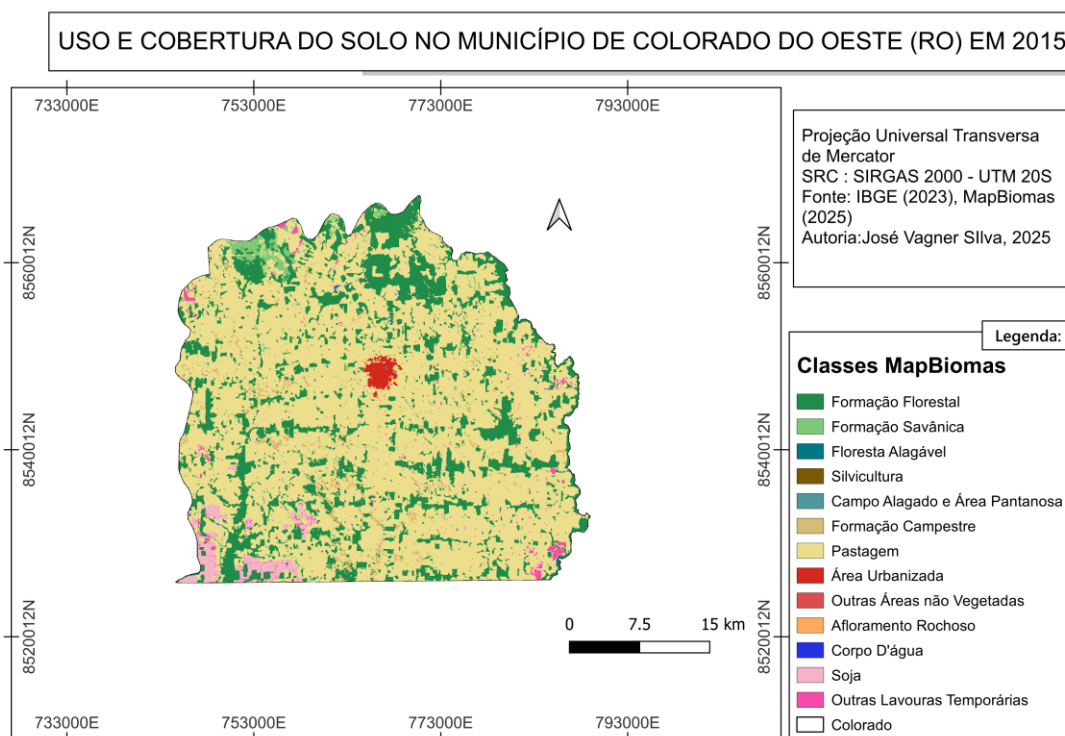 USO E COBERTURA DO SOLO NO MUNICÍPIO DE COLORADO DO OESTE (RO) EM 2015
733000E 753000E 773000E 793000E
8560012N 8560012N
8540012N 8540012N
8520012N 8520012N
0 7.5 15 km
733000E 753000E 773000E 793000E
Projeção Universal Transversa
de Mercator
SRC : SIRGAS 2000 - UTM 20S
Fonte: IBGE (2023), MapBiomas
(2025)
Autoria:José Vagner SIlva, 2025
Legenda:
Classes MapBiomas
Formação Florestal
Formação Savânica
Floresta Alagável
Silvicultura
Campo Alagado e Área Pantanosa
Formação Campestre
Pastagem
Área Urbanizada
Outras Áreas não Vegetadas
Afloramento Rochoso
Corpo D'água
Soja
Outras Lavouras Temporárias
Colorado